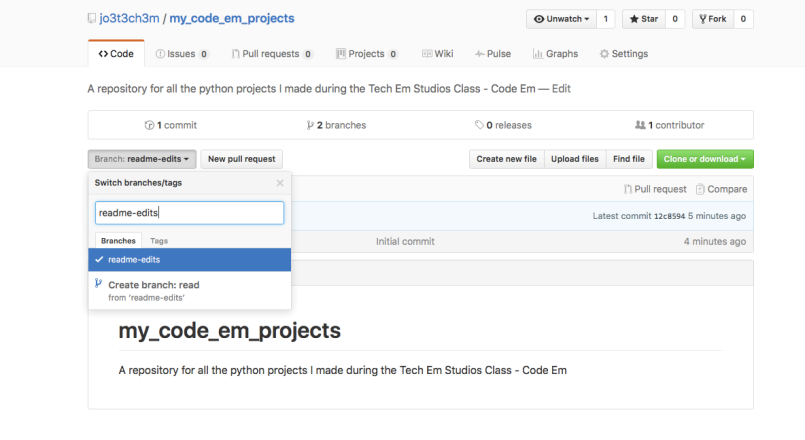 jo3t3ch3m / my_code_em_projects
Unwatch 1 Star 0 Fork 0
Code Issues 0 Pull requests 0 Projects 0 Wiki Pulse Graphs Settings
A repository for all the python projects I made during the Tech Em Studios Class - Code Em — Edit
1 commit 2 branches 0 releases 1 contributor
Branch: readme-edits New pull request Create new file Upload files Find file Clone or download
Switch branches/tags
Pull request Compare
readme-edits
Latest commit 12c8594 5 minutes ago
Branches Tags
Initial commit 4 minutes ago
readme-edits
Create branch: read
from 'readme-edits'
my_code_em_projects
A repository for all the python projects I made during the Tech Em Studios Class - Code Em